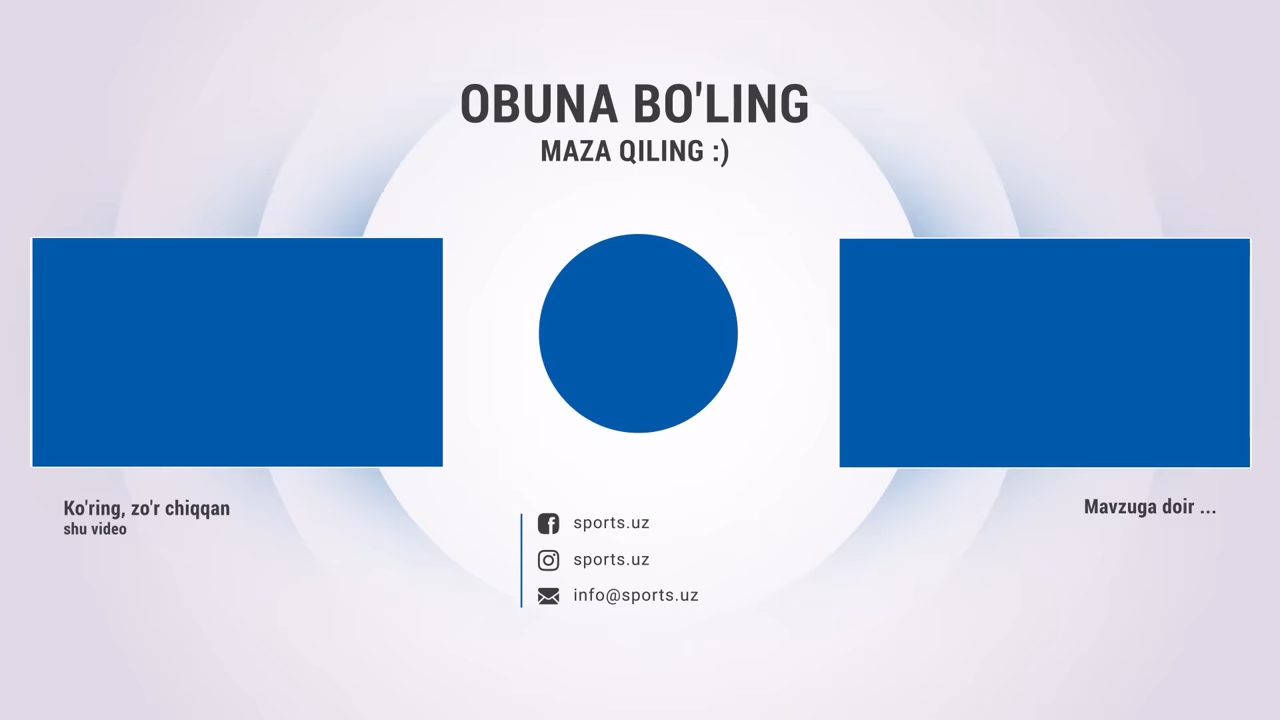 OBUNA BO'LING
MAZA QILING :)
Ko'ring, zo'r chiqqan
shu video
Mavzuga doir ...
sports.uz
sports.uz
info@sports.uz